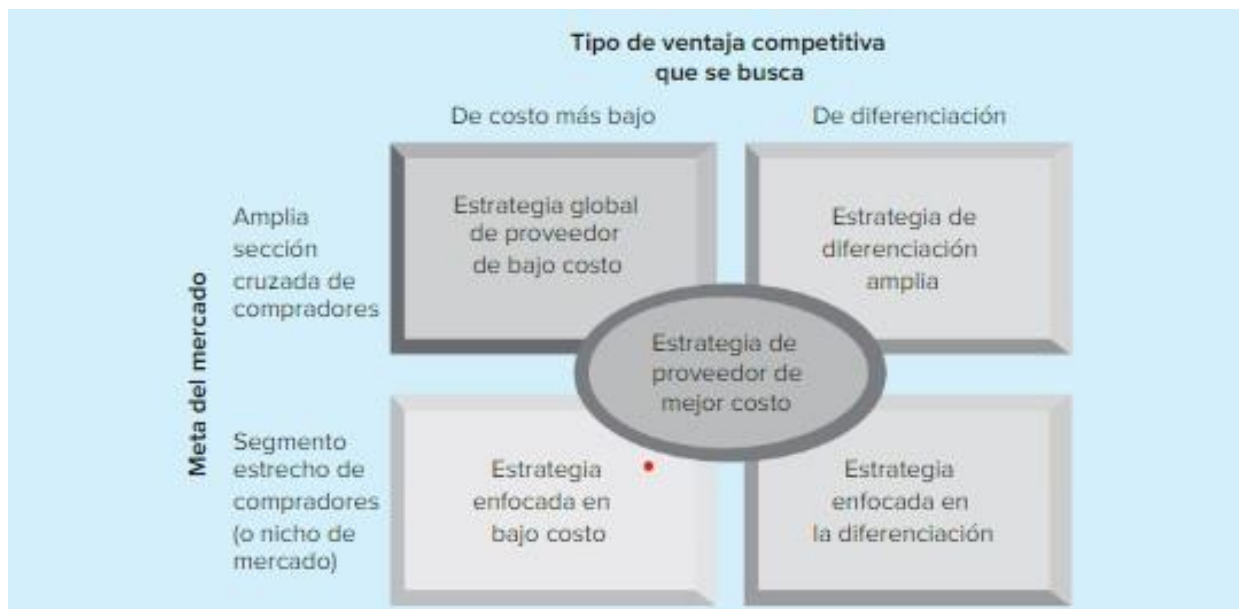 Tipo de ventaja competitiva
que se busca
De costo más bajo
De diferenciación
Meta del mercado
Amplia
sección
cruzada de
compradores
Estrategia global
de proveedor
de bajo costo
Estrategia de
diferenciación
amplia
Estrategia de
proveedor de
mejor costo
Segmento
estrecho de
compradores
(o nicho de
mercado)
Estrategia
enfocada en
bajo costo
Estrategia
enfocada en
la diferenciación